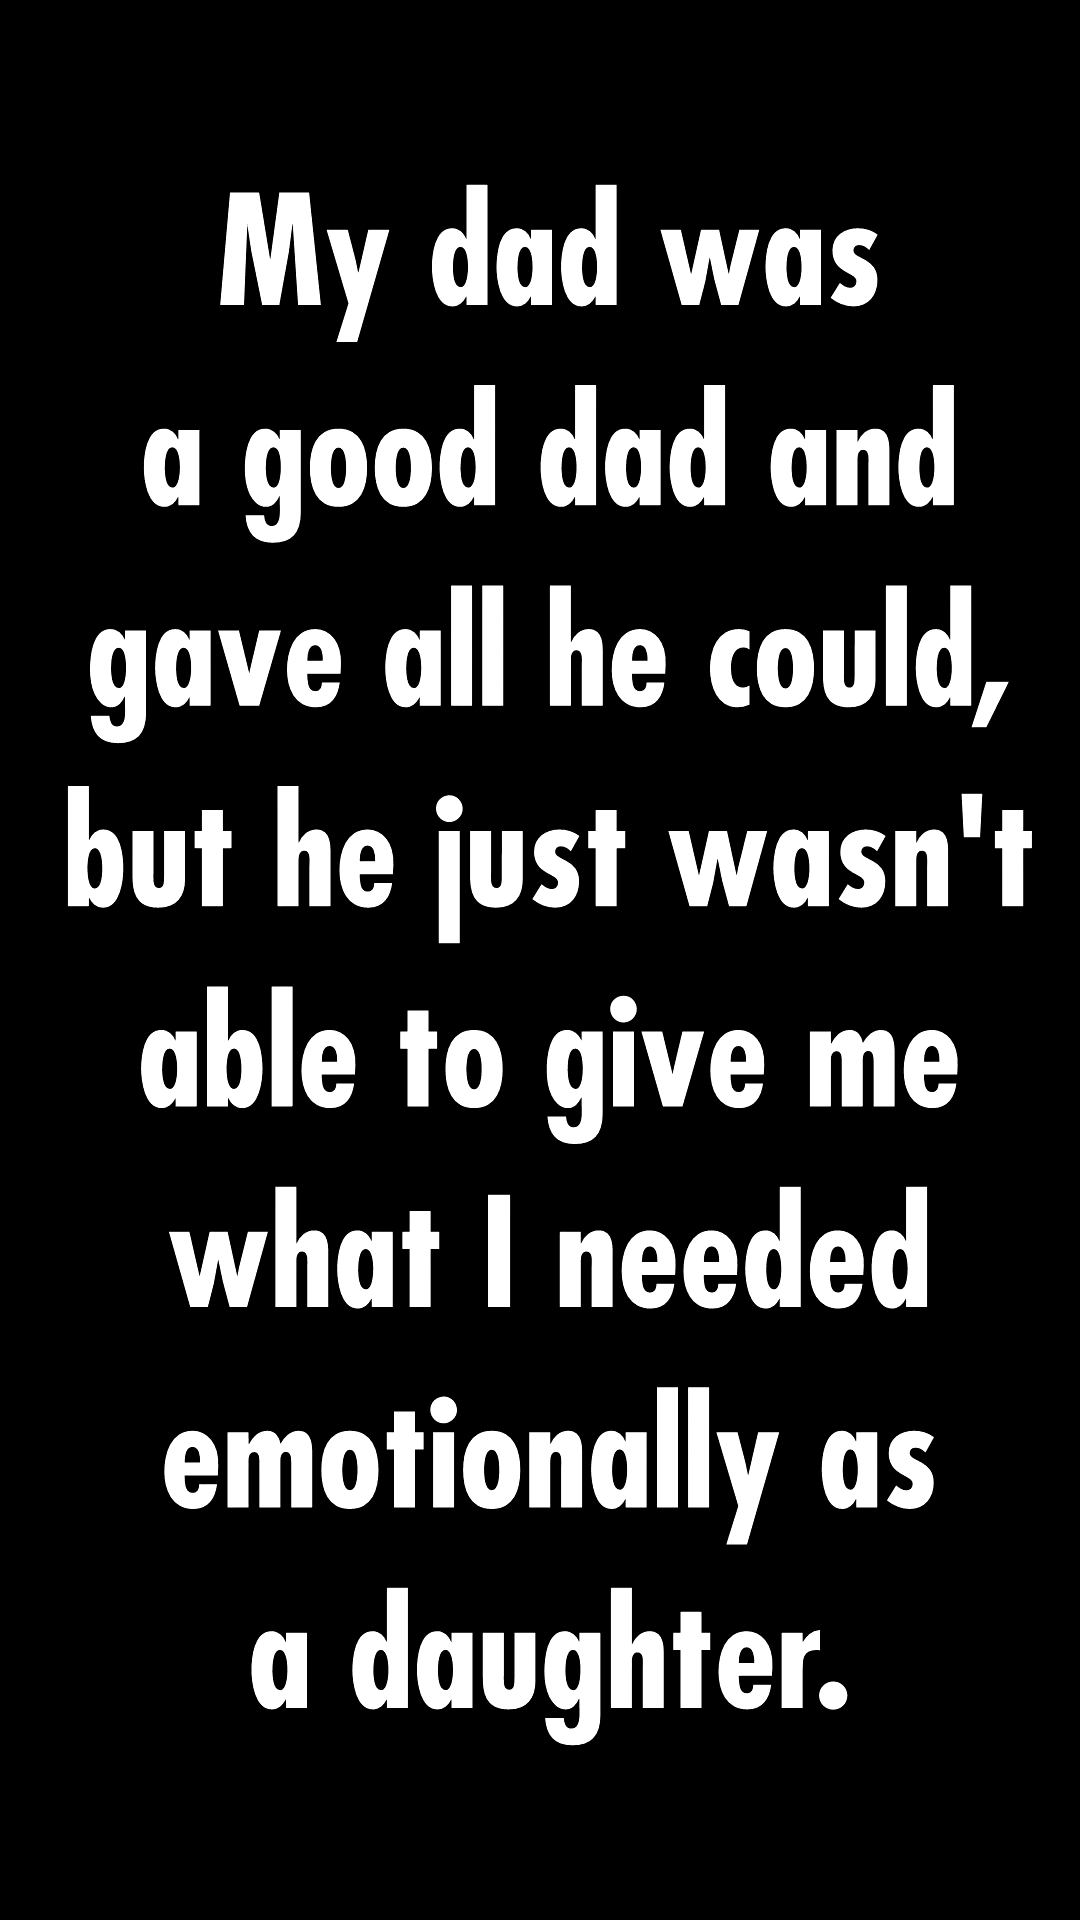 My dad was
a good dad and
gave all he could,
but he just wasn't
able to give me
what I needed
emotionally as
a daughter.